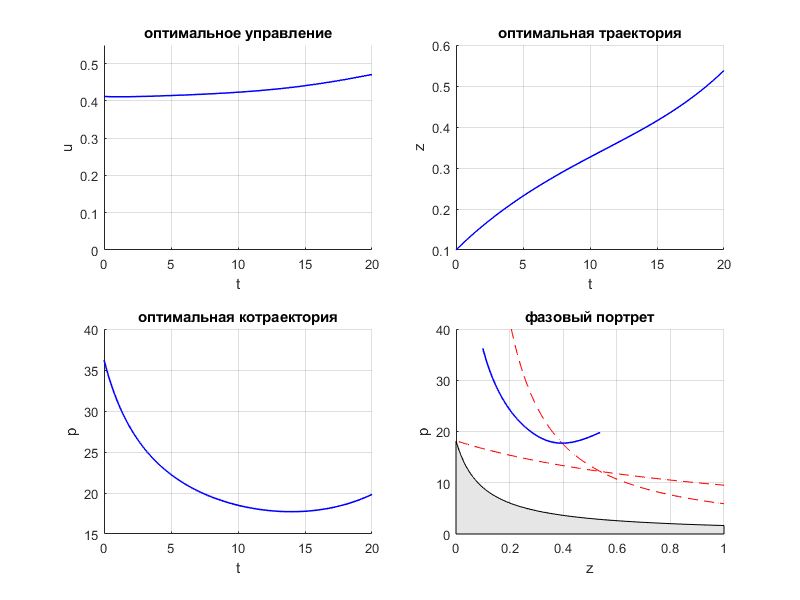 оптимальное управление
0.5
0.4
0.3
0.2
0.1
0
u
0 5 10 15 20
t
оптимальная траектория
0.6
0.5
0.4
0.3
0.2
0.1
z
0 5 10 15 20
t
оптимальная котраектория
40
35
30
25
20
15
p
0 5 10 15 20
t
фазовый портрет
40
30
20
10
0
p
0 0.2 0.4 0.6 0.8 1
z